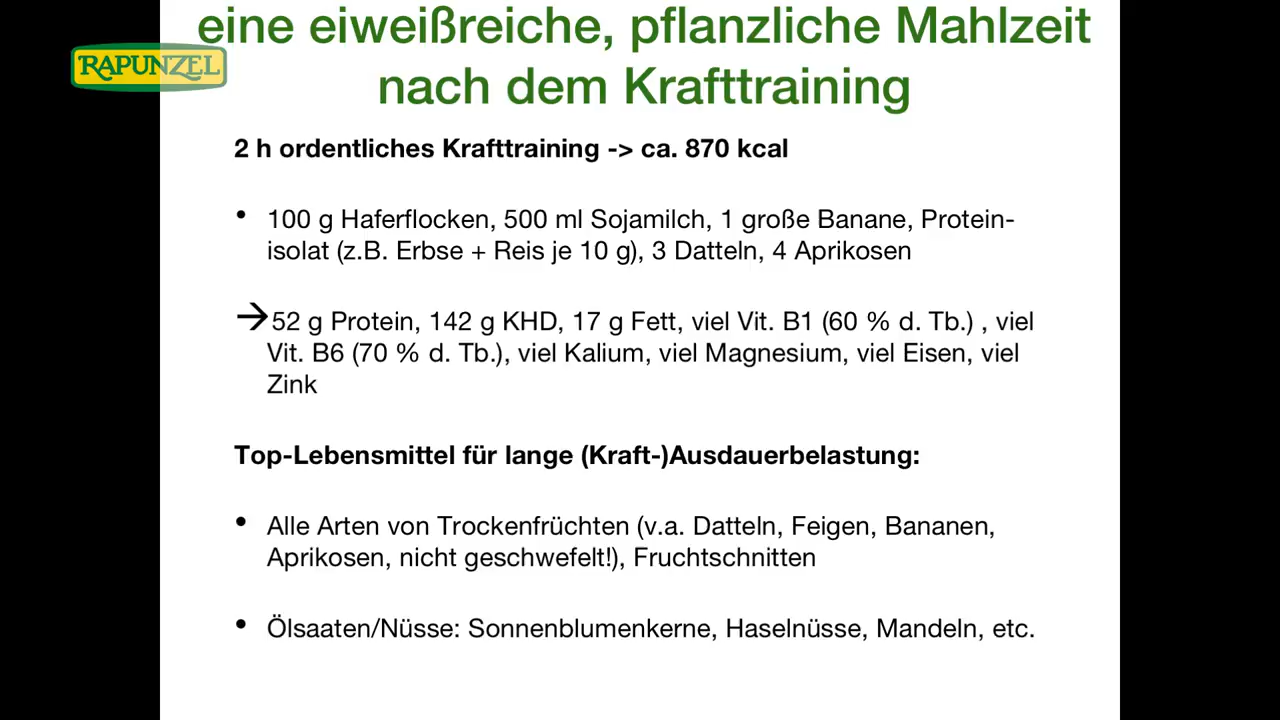 eine eiweißreiche, pflanzliche Mahlzeit
RAPUNZEL
nach dem Krafttraining
2 h ordentliches Krafttraining -> ca. 870 kcal
• 100 g Haferflocken, 500 ml Sojamilch, 1 große Banane, Protein-
isolat (z.B. Erbse + Reis je 10 g), 3 Datteln, 4 Aprikosen
→52 g Protein, 142 g KHD, 17 g Fett, viel Vit. B1 (60 % d. Tb.) , viel
Vit. B6 (70 % d. Tb.), viel Kalium, viel Magnesium, viel Eisen, viel
Zink
Top-Lebensmittel für lange (Kraft-)Ausdauerbelastung:
• Alle Arten von Trockenfrüchten (v.a. Datteln, Feigen, Bananen,
Aprikosen, nicht geschwefelt!), Fruchtschnitten
• Ölsaaten/Nüsse: Sonnenblumenkerne, Haselnüsse, Mandeln, etc.